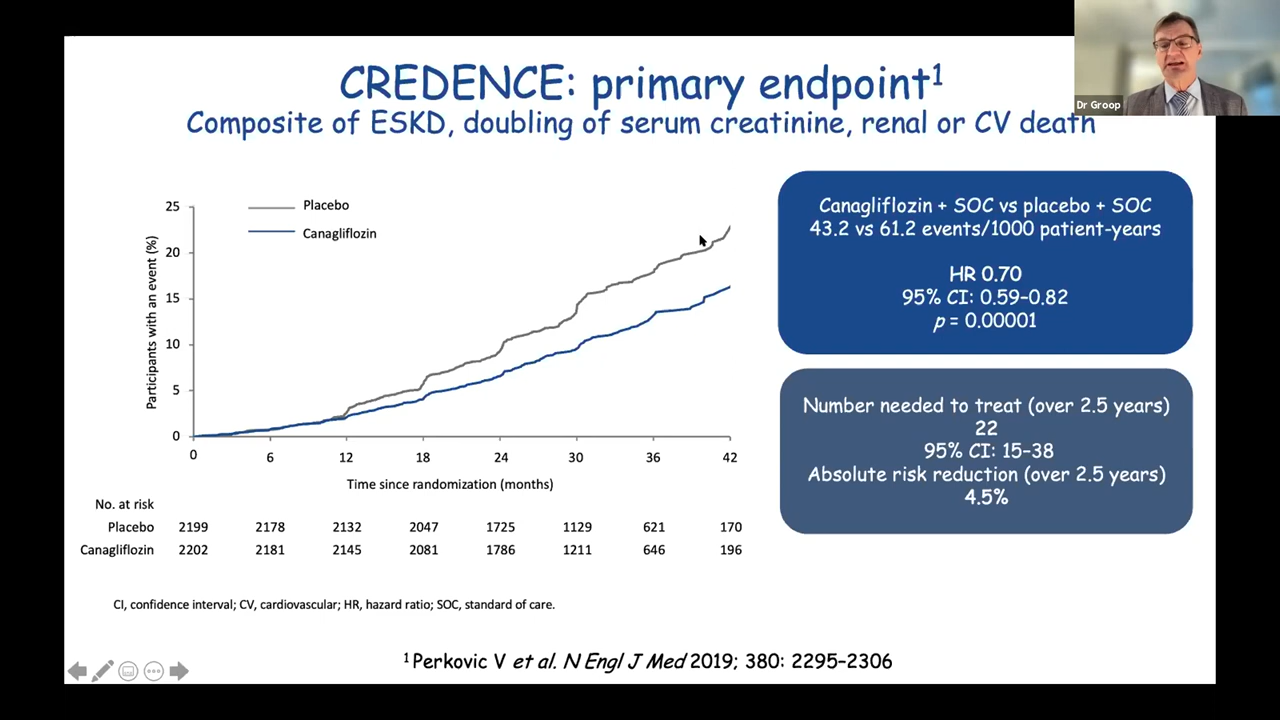 CREDENCE: primary endpoint¹
Composite of ESKD, doubling of serum creatinine, renal or CV death
Dr Groop
Participants with an event (%)
25
20
15
10
5
0
Placebo
Canagliflozin
0 6 12 18 24 30 36 42
Time since randomization (months)
No. at risk
Placebo 2199 2178 2132 2047 1725 1129 621 170
Canagliflozin 2202 2181 2145 2081 1786 1211 646 196
Canagliflozin + SOC vs placebo + SOC
43.2 vs 61.2 events/1000 patient-years
HR 0.70
95% CI: 0.59–0.82
p = 0.00001
Number needed to treat (over 2.5 years)
22
95% CI: 15–38
Absolute risk reduction (over 2.5 years)
4.5%
CI, confidence interval; CV, cardiovascular; HR, hazard ratio; SOC, standard of care.
¹Perkovic V et al. N Engl J Med 2019; 380: 2295–2306